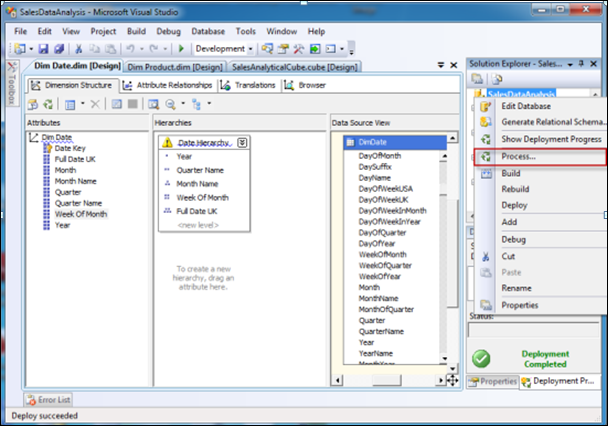 SalesDataAnalysis - Microsoft Visual Studio
File Edit View Project Build Debug Database Tools Window Help
Development
Toolbox
Dim Date.dim [Design] Dim Product.dim [Design] SalesAnalyticalCube.cube [Design]
Dimension Structure Attribute Relationships Translations Browser
Attributes
Dim Date
Date Key
Full Date UK
Month
Month Name
Quarter
Quarter Name
Week Of Month
Year
Hierarchies
Date Hierarchy
Year
Quarter Name
Month Name
Week Of Month
Full Date UK
<new level>
To create a new
hierarchy, drag an
attribute here.
Data Source View
DimDate
DayOfMonth
DaySuffix
DayName
DayOfWeekUSA
DayOfWeekUK
DayOfWeekInMonth
DayOfWeekInYear
DayOfQuarter
DayOfYear
WeekOfMonth
WeekOfQuarter
WeekOfYear
Month
MonthName
MonthOfQuarter
Quarter
QuarterName
Year
YearName
MonthYear
Solution Explorer - Sales...
SalesDataAnalysis
Edit Database
Generate Relational Schema...
Show Deployment Progress
Process...
Build
Rebuild
Deploy
Add
Debug
Cut
Paste
Rename
Properties
Status:
Deployment
Completed
Properties Deployment Pr...
Error List
Deploy succeeded